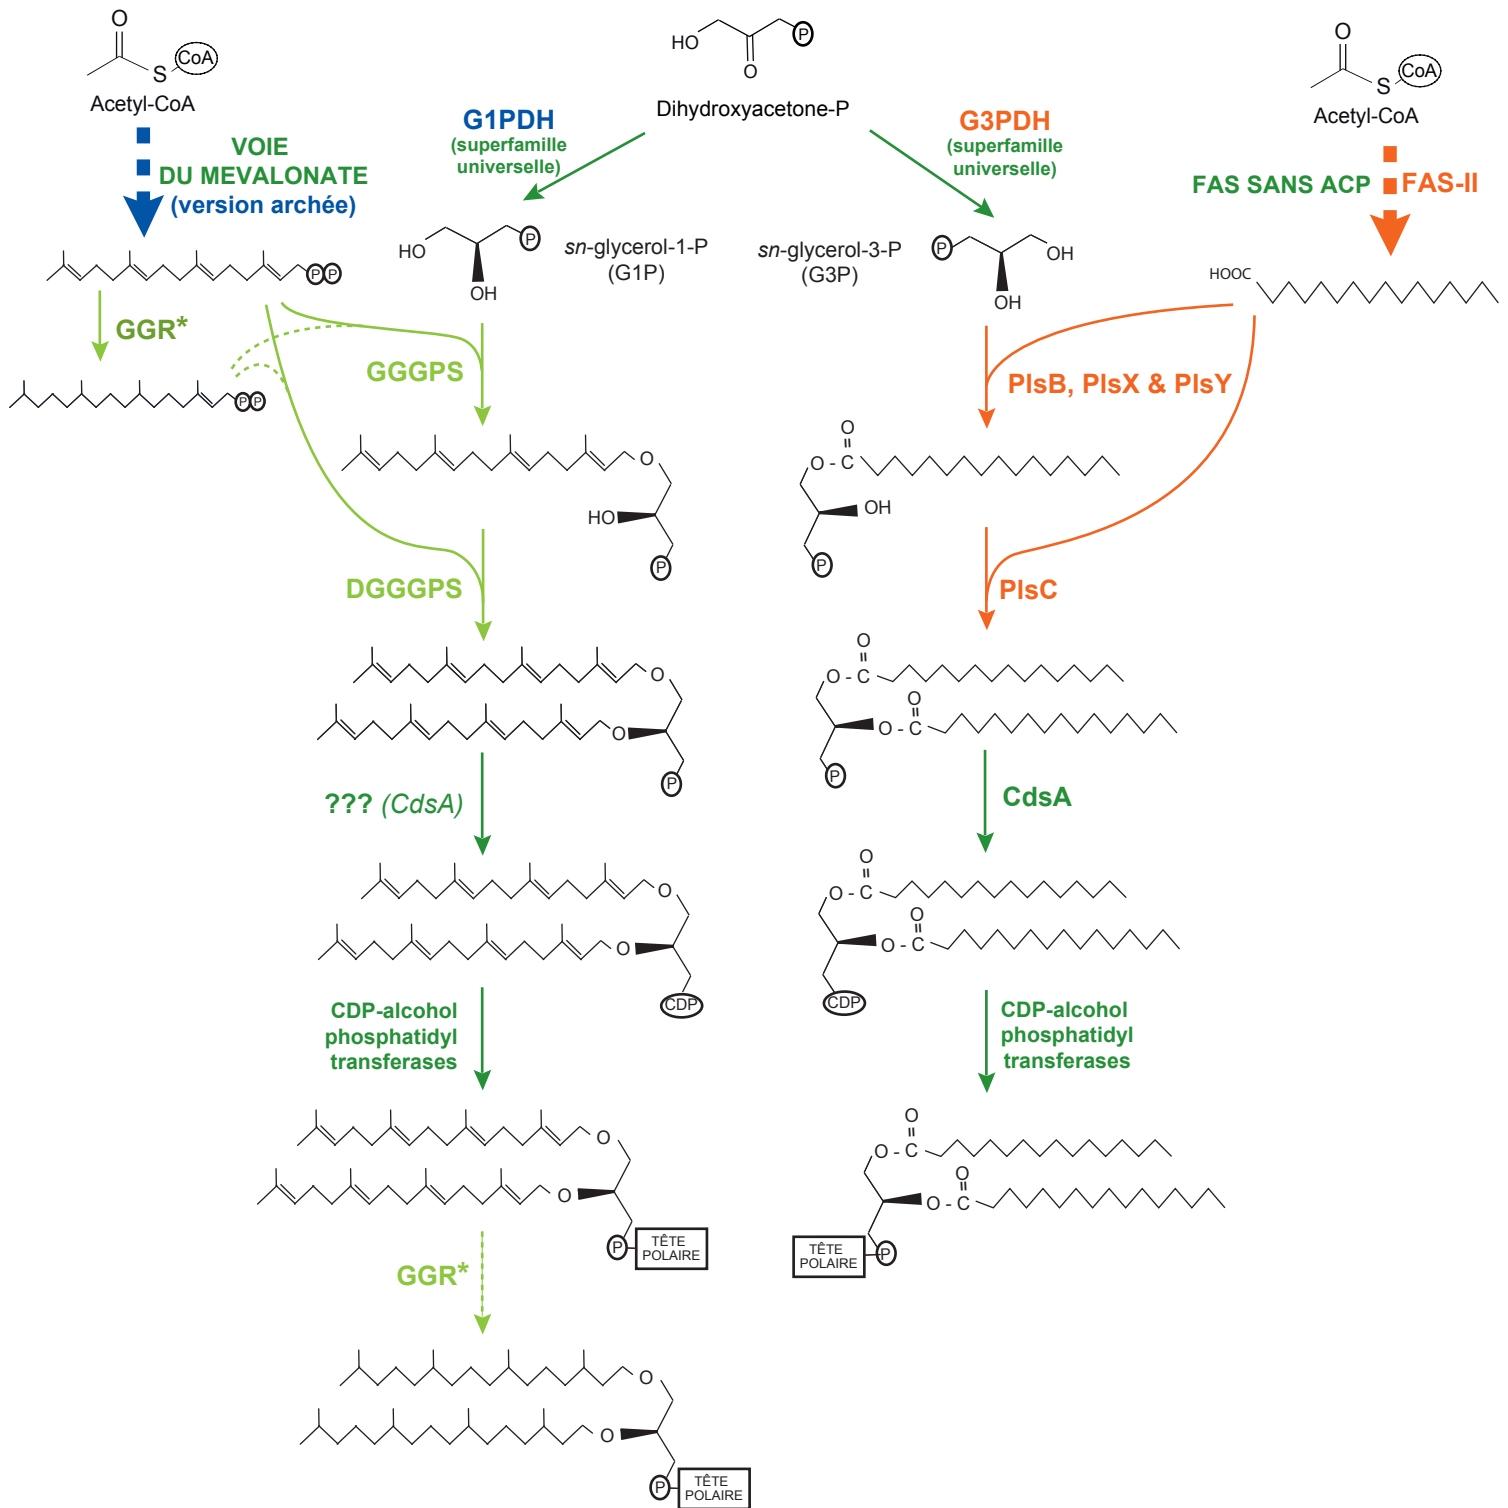 O
S
CoA
Acetyl-CoA
HO
O
P
Dihydroxyacetone-P
O
S
CoA
Acetyl-CoA
VOIE
DU MEVALONATE
(version archée)
G1PDH
(superfamille
universelle)
G3PDH
(superfamille
universelle)
FAS SANS ACP
FAS-II
P P
HO
P
OH
sn-glycerol-1-P
(G1P)
sn-glycerol-3-P
(G3P)
P
OH
OH
HOOC
GGR*
P P
GGGPS
PlsB, PlsX & PlsY
O
HO
P
O
O - C
OH
P
DGGGPS
PlsC
O
O
P
O
O - C
O
O - C
P
??? (CdsA)
CdsA
O
O
CDP
O
O - C
O
O - C
CDP
CDP-alcohol
phosphatidyl
transferases
CDP-alcohol
phosphatidyl
transferases
O
O
P
TÊTE
POLAIRE
O
O - C
O
O - C
P
TÊTE
POLAIRE
GGR*
O
O
P
TÊTE
POLAIRE